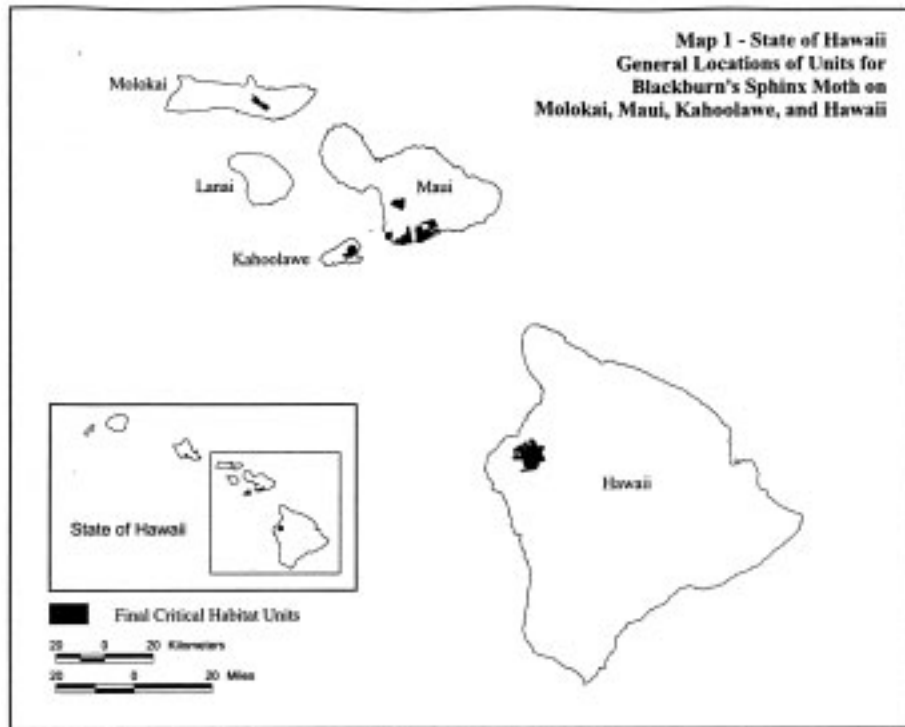 Map 1 - State of Hawaii
General Locations of Units for
Blackburn's Sphinx Moth on
Molokai, Maui, Kahoolawe, and Hawaii
Molokai
Lanai
Maui
Kahoolawe
Hawaii
State of Hawaii
Final Critical Habitat Units
20 0 20 Kilometers
20 0 20 Miles